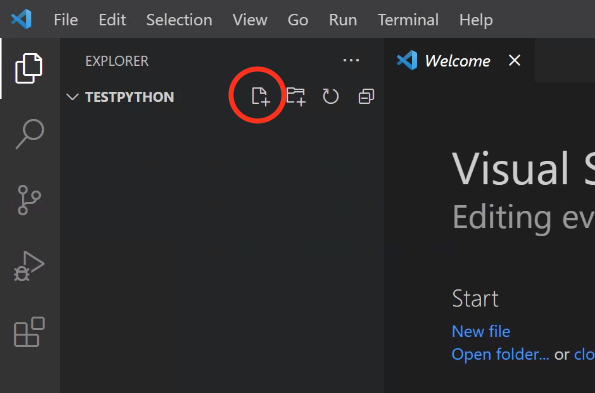 File Edit Selection View Go Run Terminal Help
EXPLORER
Welcome
TESTPYTHON
Visual S
Editing ev
Start
New file
Open folder... or clo